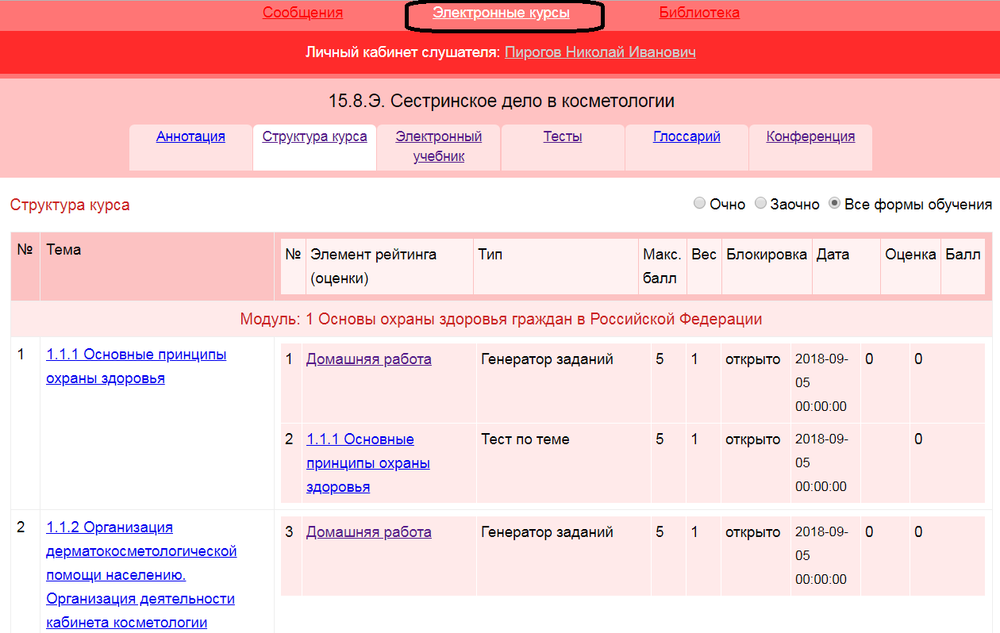 Сообщения Электронные курсы Библиотека
Личный кабинет слушателя: Пирогов Николай Иванович
15.8.Э. Сестринское дело в косметологии
Аннотация Структура курса Электронный учебник Тесты Глоссарий Конференция
Структура курса Очно Заочно Все формы обучения
№ Тема № Элемент рейтинга Тип Макс. Вес Блокировка Дата Оценка Балл
(оценки) балл
Модуль: 1 Основы охраны здоровья граждан в Российской Федерации
1 1.1.1 Основные принципы
охраны здоровья
1 Домашняя работа Генератор заданий 5 1 открыто 2018-09- 0 0
05
00:00:00
2 1.1.1 Основные Тест по теме 5 1 открыто 2018-09- 0
принципы охраны 05
здоровья 00:00:00
2 1.1.2 Организация
дерматокосметологической
помощи населению.
Организация деятельности
кабинета косметологии
3 Домашняя работа Генератор заданий 5 1 открыто 2018-09- 0 0
05
00:00:00